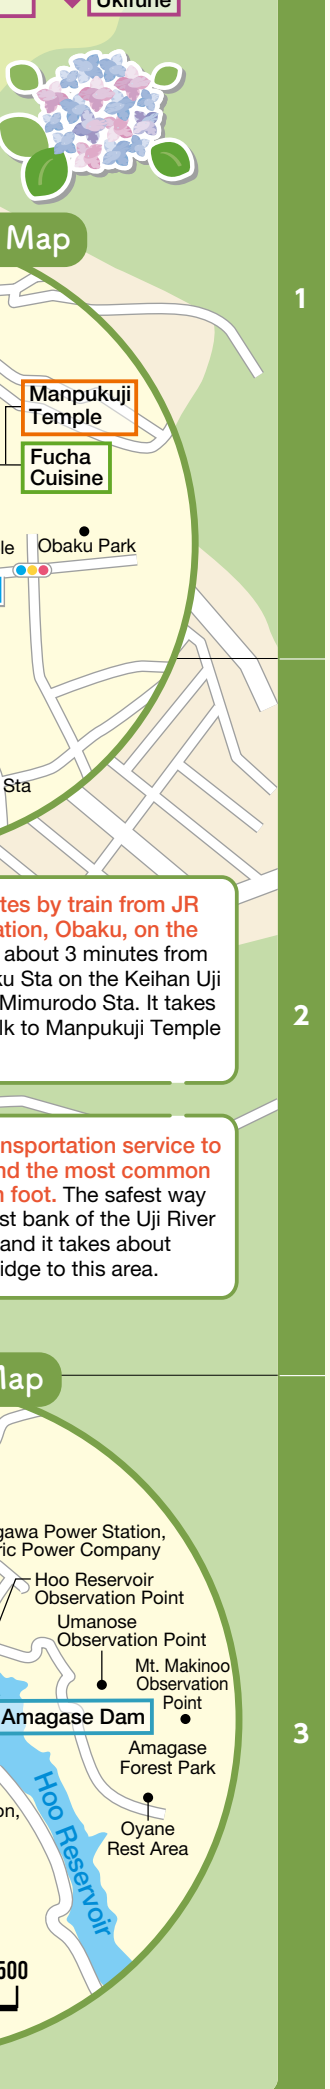 Ukifune
Map
1
Manpukuji
Temple
Fucha
Cuisine
le
Obaku Park
Sta
tes by train from JR
ation, Obaku, on the
about 3 minutes from
ku Sta on the Keihan Uji
Mimurodo Sta. It takes
lk to Manpukuji Temple
2
nsportation service to
nd the most common
n foot. The safest way
st bank of the Uji River
and it takes about
idge to this area.
Map
gawa Power Station,
ric Power Company
Hoo Reservoir
Observation Point
Umanose
Observation Point
Mt. Makinoo
Observation
Point
Amagase Dam
3
Amagase
Forest Park
on,
Oyane
Rest Area
Hoo Reservoir
500